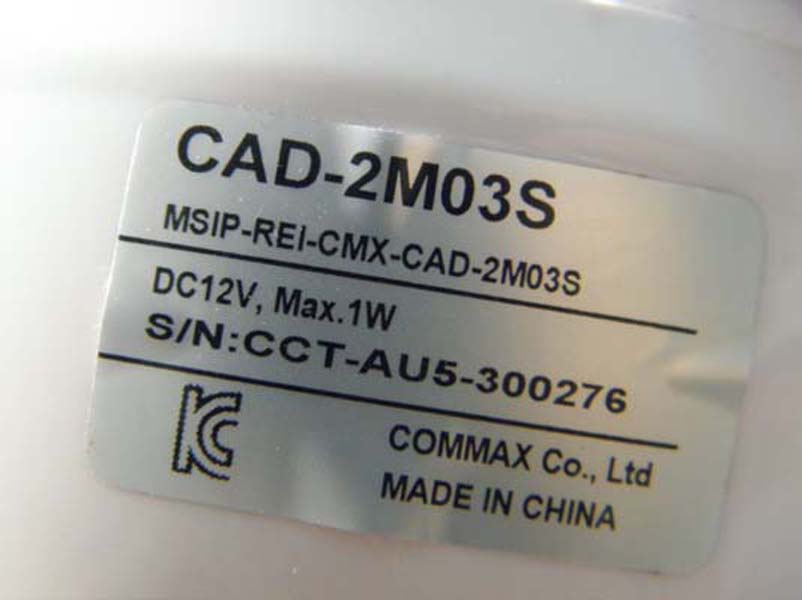 CAD-2M03S
MSIP-REI-CMX-CAD-2M03S
DC12V, Max.1W
S/N:CCT-AU5-300276
COMMAX Co., Ltd
MADE IN CHINA